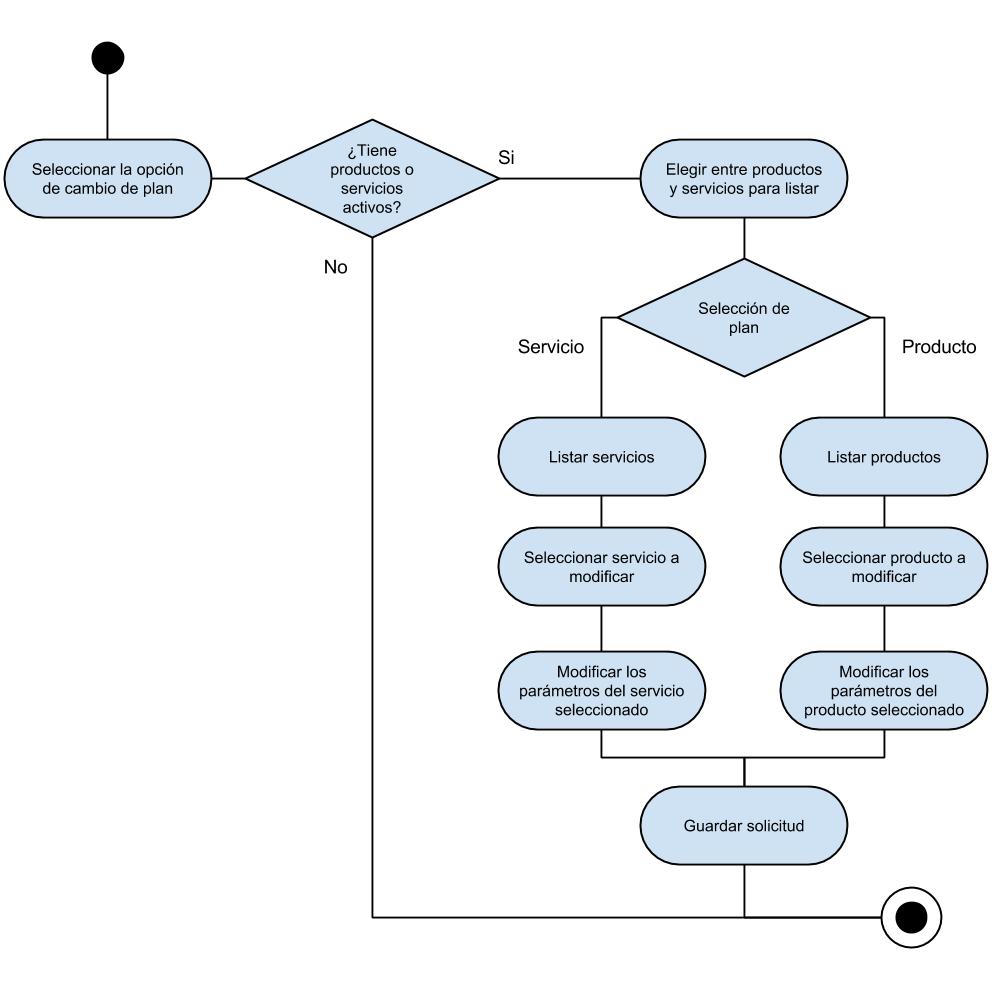 Seleccionar la opción
de cambio de plan
¿Tiene
productos o
servicios
activos?
Si
No
Elegir entre productos
y servicios para listar
Selección de
plan
Servicio
Producto
Listar servicios
Listar productos
Seleccionar servicio a
modificar
Seleccionar producto a
modificar
Modificar los
parámetros del servicio
seleccionado
Modificar los
parámetros del
producto seleccionado
Guardar solicitud